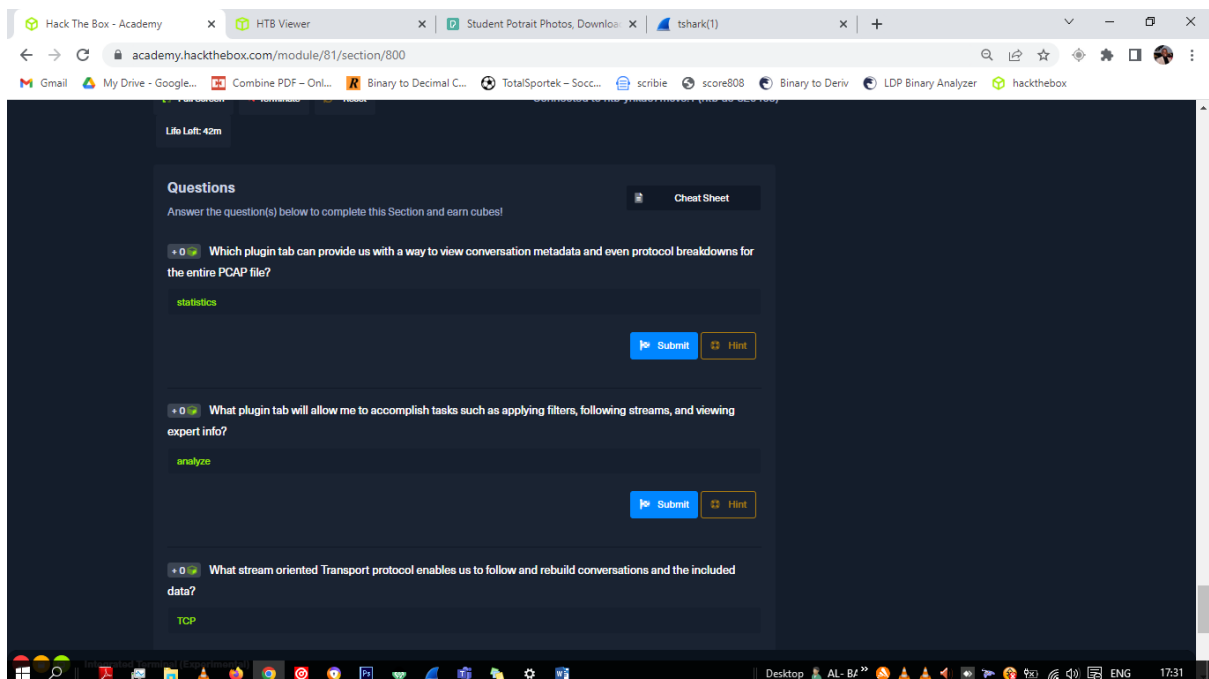 Hack The Box - Academy
HTB Viewer
Student Potrait Photos, Downloa
tshark(1)
academy.hackthebox.com/module/81/section/800
Gmail
My Drive - Google...
Combine PDF – Onl...
Binary to Decimal C...
TotalSportek – Socc...
scribie
score808
Binary to Deriv
LDP Binary Analyzer
hackthebox
Life Left: 42m
Questions
Cheat Sheet
Answer the question(s) below to complete this Section and earn cubes!
+ 0 Which plugin tab can provide us with a way to view conversation metadata and even protocol breakdowns for
the entire PCAP file?
statistics
Submit
Hint
+ 0 What plugin tab will allow me to accomplish tasks such as applying filters, following streams, and viewing
expert info?
analyze
Submit
Hint
+ 0 What stream oriented Transport protocol enables us to follow and rebuild conversations and the included
data?
TCP
Integrated Terminal (Experimental)
Desktop
AL- BA
ENG
17:31